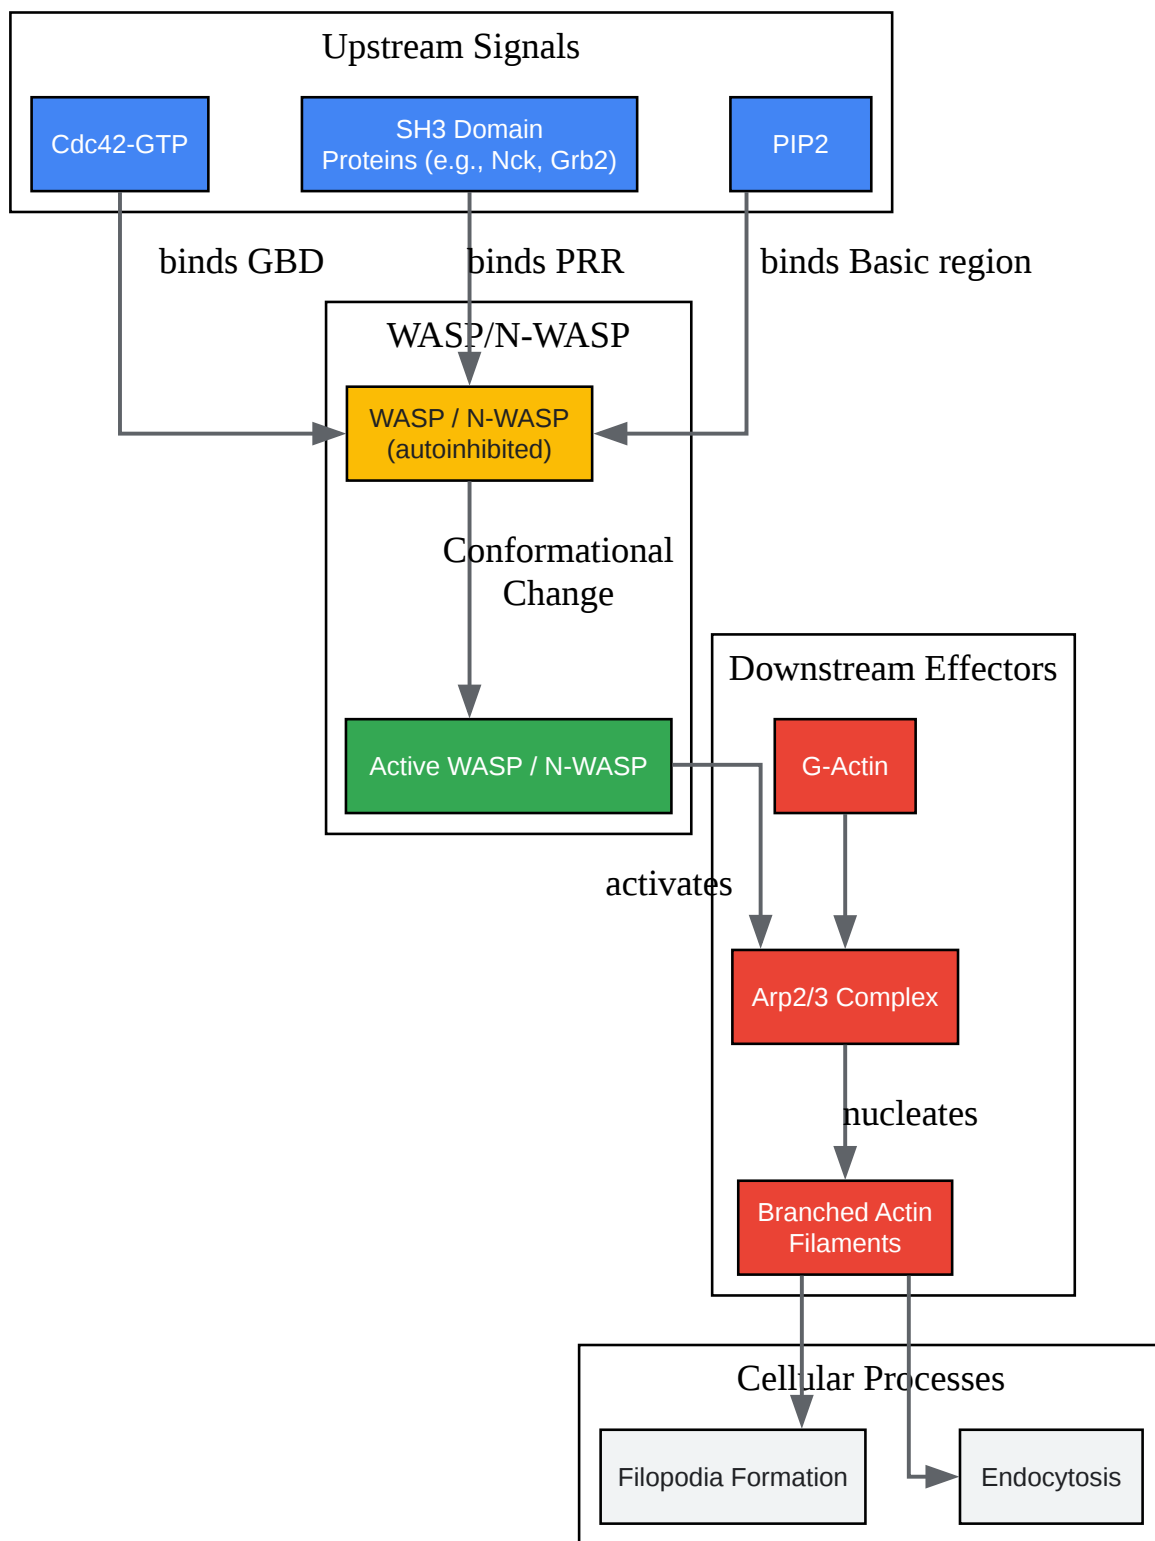 Upstream Signals
Cdc42-GTP
SH3 Domain
Proteins (e.g., Nck, Grb2)
PIP2
binds GBD
binds PRR
binds Basic region
WASP/N-WASP
WASP / N-WASP
(autoinhibited)
Conformational
Change
Downstream Effectors
Active WASP / N-WASP
G-Actin
activates
Arp2/3 Complex
nucleates
Branched Actin
Filaments
Cellular Processes
Filopodia Formation
Endocytosis